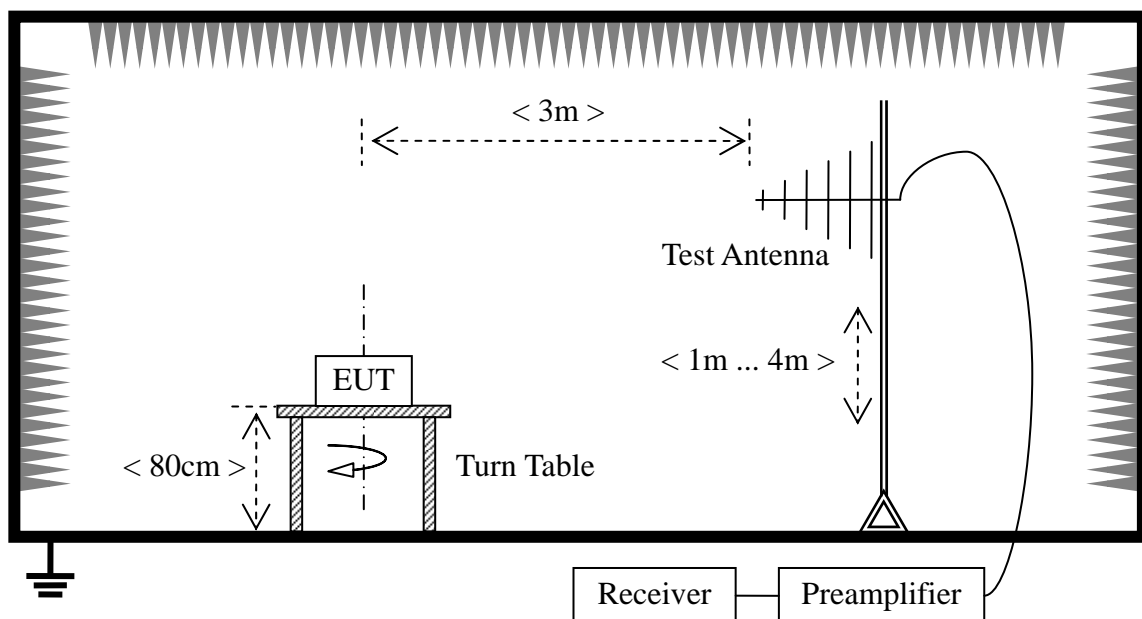 < 3m >
Test Antenna
< 1m ... 4m >
EUT
< 80cm >
Turn Table
Receiver
Preamplifier